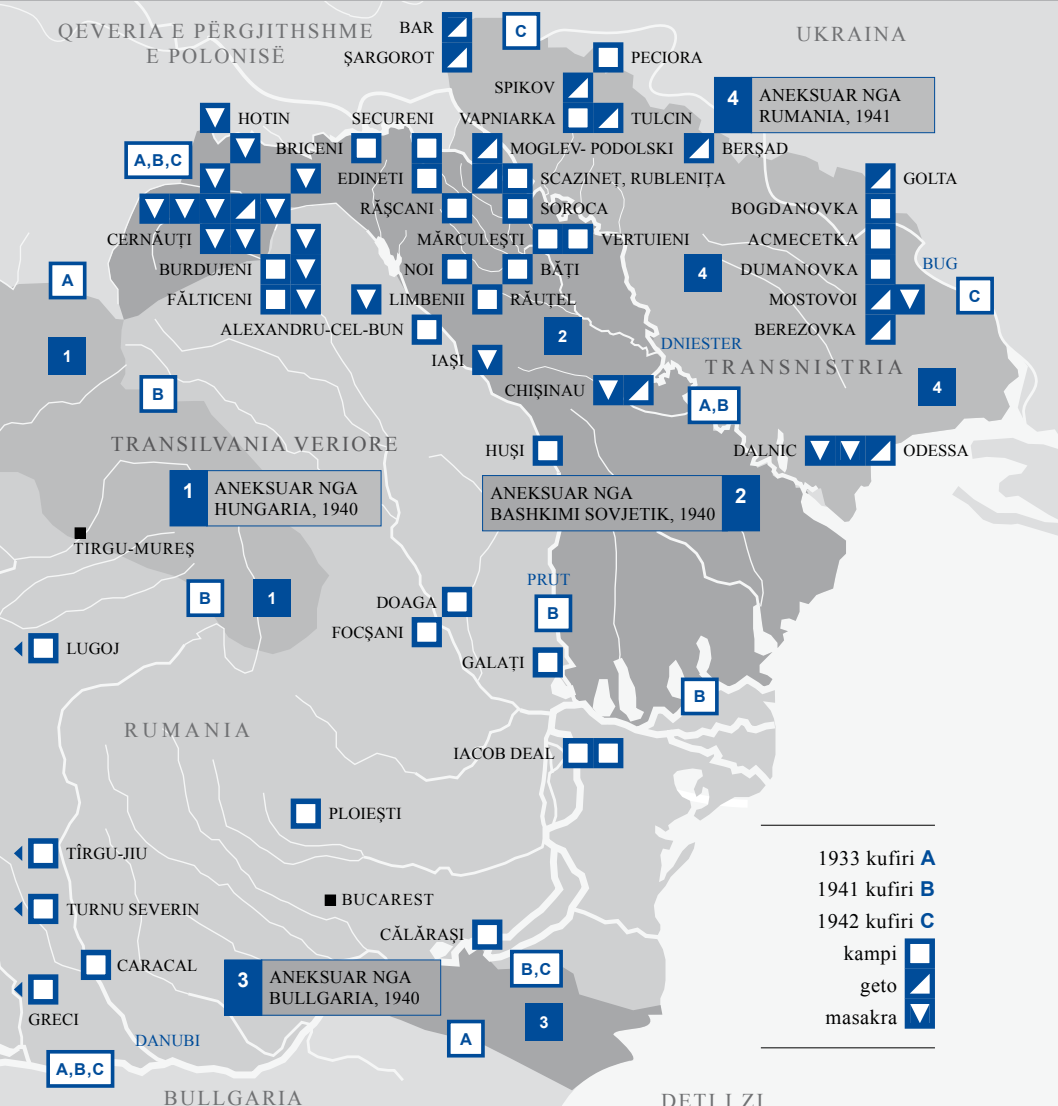 QEVERIA E PËRGJITHSHME
E POLONISË
BAR
C
UKRAINA
ŞARGOROT
PECIORA
SPIKOV
4
ANEKSUAR NGA
RUMANIA, 1941
HOTIN
SECURENI
VAPNIARKA
TULCIN
A,B,C
BRICENI
MOGLEV- PODOLSKI
BERŞAD
EDINETI
SCAZINEŢ, RUBLENIŢA
GOLTA
RĂŞCANI
SOROCA
BOGDANOVKA
CERNĂUŢI
MĂRCULEŞTI
VERTUIENI
ACMECETKA
BURDUJENI
NOI
BĂŢI
4
DUMANOVKA
BUG
A
C
FĂLTICENI
LIMBENII
RĂUŢEL
MOSTOVOI
ALEXANDRU-CEL-BUN
2
BEREZOVKA
1
IAŞI
DNIESTER
TRANSNISTRIA
B
CHIŞINAU
4
A,B
TRANSILVANIA VERIORE
HUŞI
DALNIC
ODESSA
1
ANEKSUAR NGA
HUNGARIA, 1940
ANEKSUAR NGA
BASHKIMI SOVJETIK, 1940
2
TIRGU-MUREŞ
PRUT
B
1
DOAGA
B
FOCŞANI
LUGOJ
GALAŢI
B
RUMANIA
IACOB DEAL
PLOIEŞTI
TÎRGU-JIU
1933 kufiri A
1941 kufiri B
1942 kufiri C
kampi
geto
masakra
BUCAREST
TURNU SEVERIN
CĂLĂRAŞI
CARACAL
B,C
3
ANEKSUAR NGA
BULLGARIA, 1940
GRECI
3
DANUBI
A
A,B,C
BULLGARIA
DETI I ZI